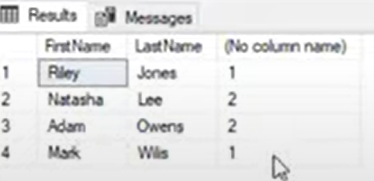 Results Messages
FirstName LastName (No column name)
1 Riley Jones 1
2 Natasha Lee 2
3 Adam Owens 2
4 Mark Wilis 1